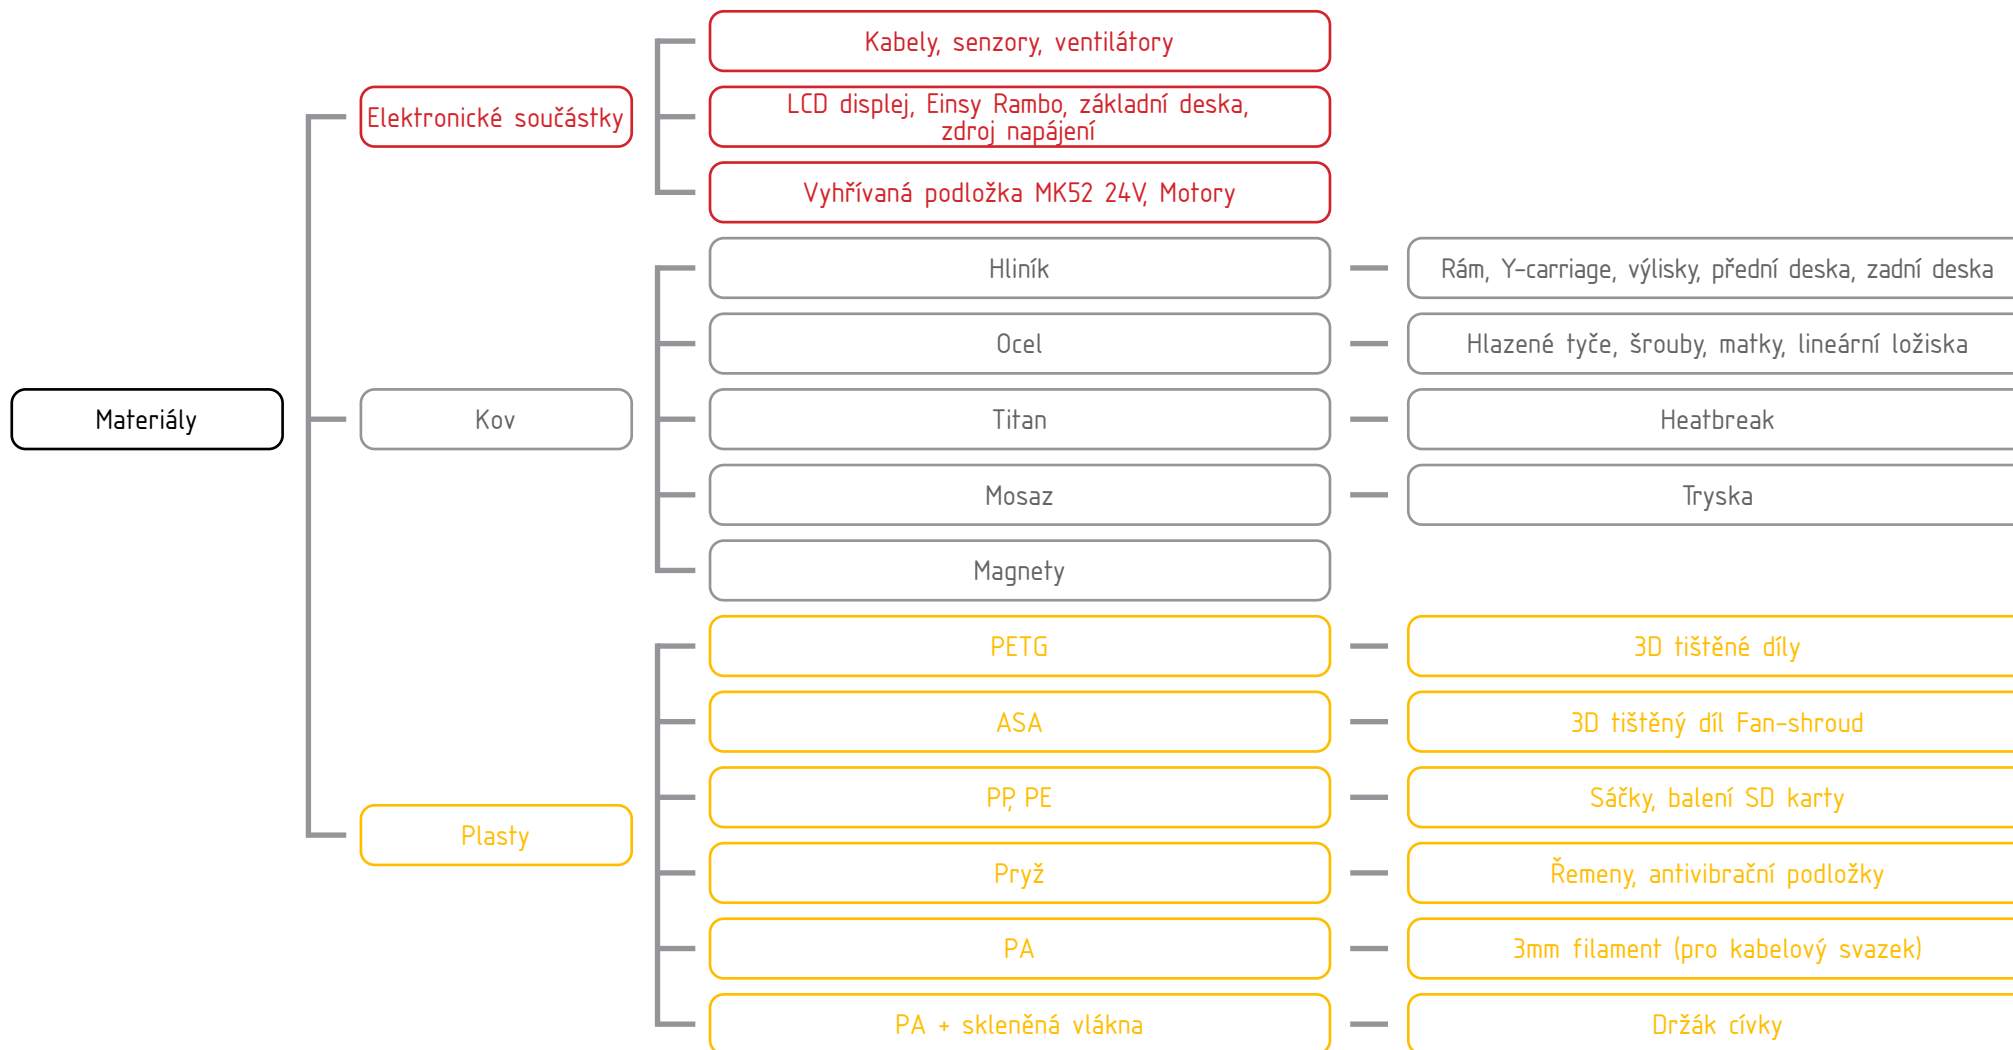 Kabely, senzory, ventilátory
Elektronické součástky
LCD displej, Einsy Rambo, základní deska,
zdroj napájení
Vyhřívaná podložka MK52 24V, Motory
Hliník
Rám, Y-carriage, výlisky, přední deska, zadní deska
Ocel
Hlazené tyče, šrouby, matky, lineární ložiska
Materiály
Kov
Titan
Heatbreak
Mosaz
Tryska
Magnety
PETG
3D tištěné díly
ASA
3D tištěný díl Fan-shroud
PP, PE
Sáčky, balení SD karty
Plasty
Pryž
Řemeny, antivibrační podložky
PA
3mm filament (pro kabelový svazek)
PA + skleněná vlákna
Držák cívky